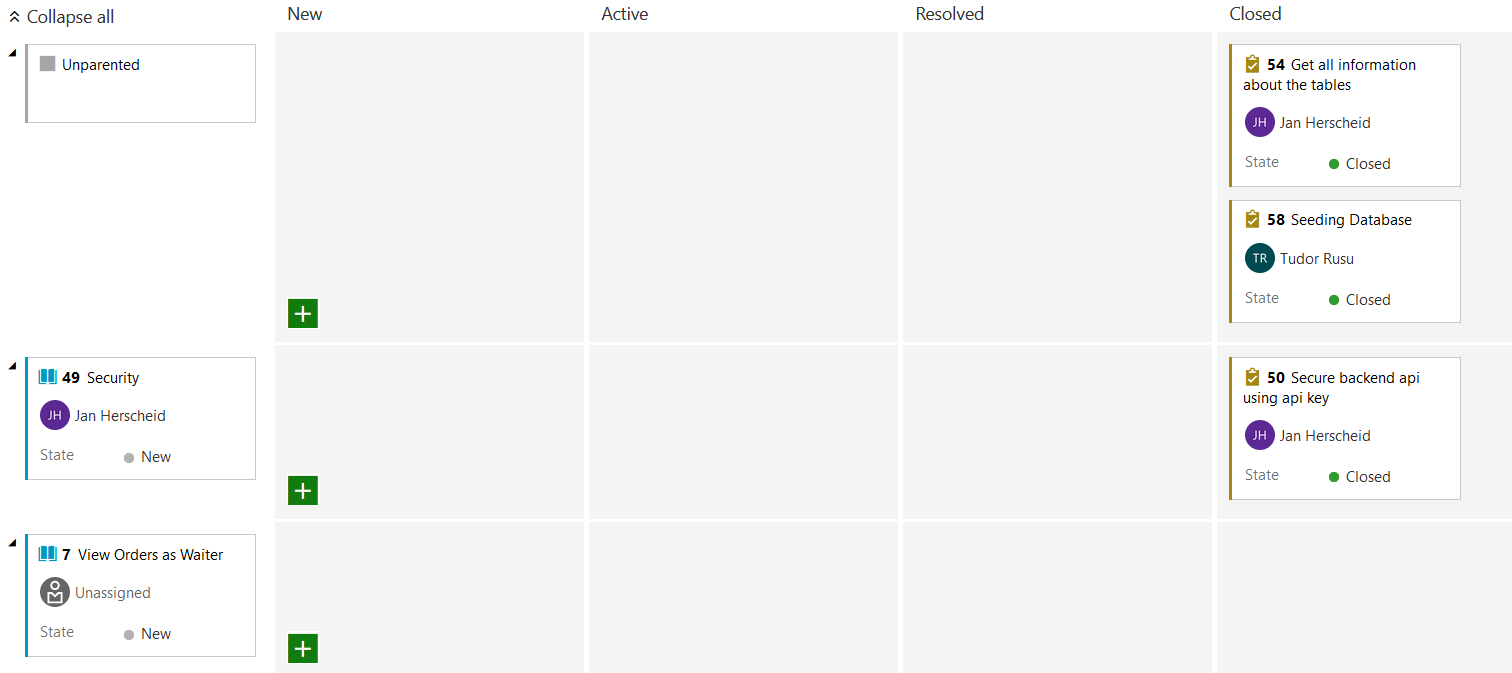 Collapse all
New
Active
Resolved
Closed
Unparented
54 Get all information
about the tables
JH Jan Herscheid
State Closed
58 Seeding Database
TR Tudor Rusu
State Closed
49 Security
JH Jan Herscheid
State New
50 Secure backend api
using api key
JH Jan Herscheid
State Closed
7 View Orders as Waiter
Unassigned
State New